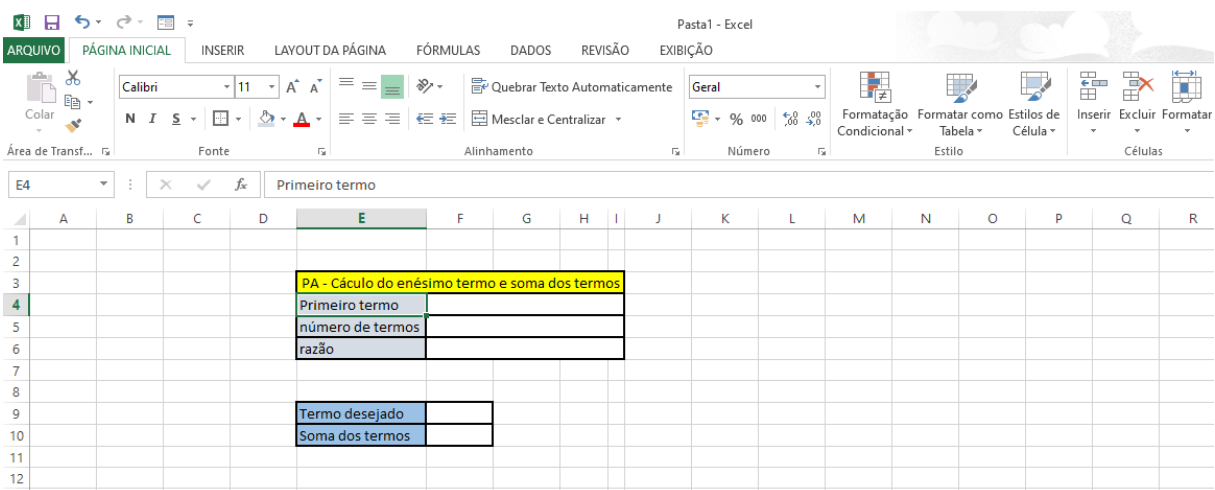 Pasta1 - Excel
ARQUIVO PÁGINA INICIAL INSERIR LAYOUT DA PÁGINA FÓRMULAS DADOS REVISÃO EXIBIÇÃO
Colar
Calibri 11
N I S
Quebrar Texto Automaticamente
Mesclar e Centralizar
Geral
% 000
Formatação Condicional
Formatar como Tabela
Estilos de Célula
Inserir Excluir Formatar
Área de Transf... Fonte Alinhamento Número Estilo Células
E4 fx Primeiro termo
A B C D E F G H I J K L M N O P Q R
1
2
3 PA - Cáculo do enésimo termo e soma dos termos
4 Primeiro termo
5 número de termos
6 razão
7
8
9 Termo desejado
10 Soma dos termos
11
12